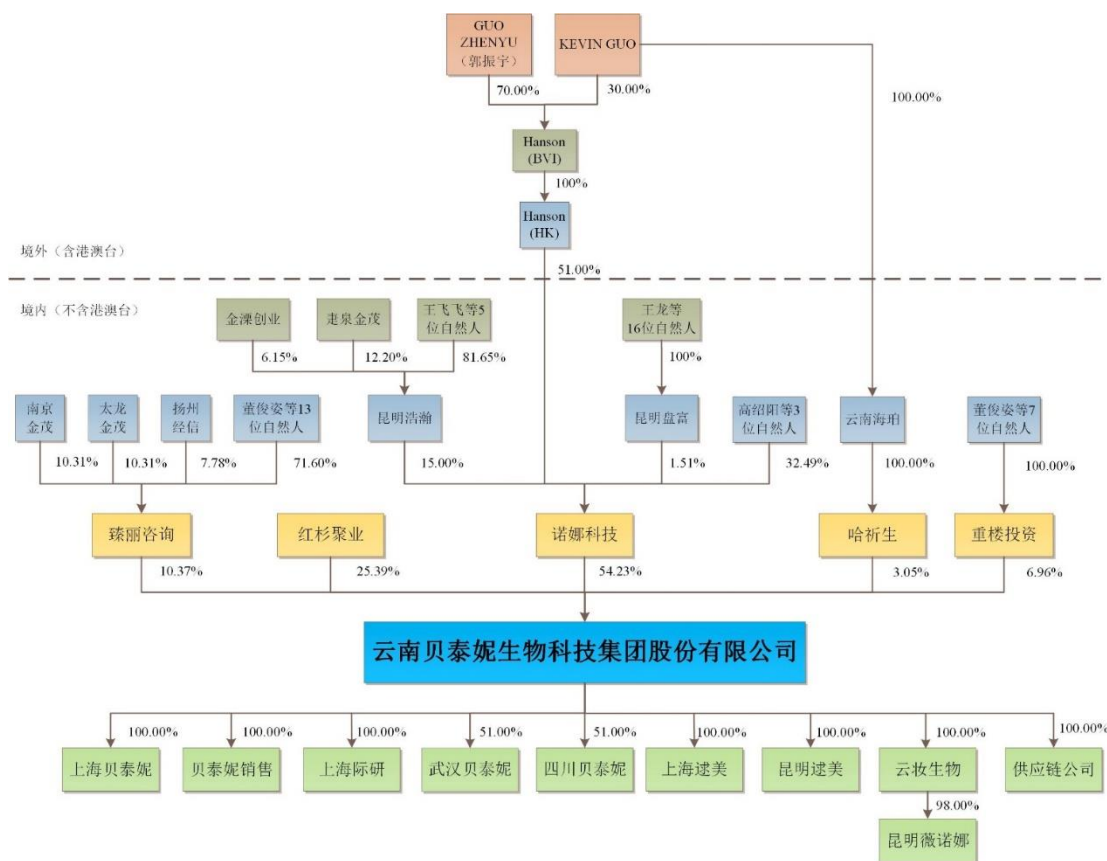 GUO
ZHENYU
（郭振宇）
KEVIN GUO
70.00%
30.00%
100.00%
Hanson
(BVI)
100%
Hanson
(HK)
境外（含港澳台）
51.00%
境内（不含港澳台）
金溧创业
疌泉金茂
王飞飞等5
位自然人
王龙等
16位自然人
6.15%
12.20%
81.65%
100%
南京
金茂
太龙
金茂
扬州
经信
董俊姿等13
位自然人
昆明浩瀚
昆明盘富
高绍阳等3
位自然人
云南海珀
董俊姿等7
位自然人
10.31%
10.31%
7.78%
71.60%
15.00%
1.51%
32.49%
100.00%
100.00%
臻丽咨询
红杉聚业
诺娜科技
哈祈生
重楼投资
10.37%
25.39%
54.23%
3.05%
6.96%
云南贝泰妮生物科技集团股份有限公司
100.00%
100.00%
100.00%
51.00%
51.00%
100.00%
100.00%
100.00%
100.00%
上海贝泰妮
贝泰妮销售
上海际研
武汉贝泰妮
四川贝泰妮
上海逮美
昆明逮美
云妆生物
供应链公司
98.00%
昆明薇诺娜